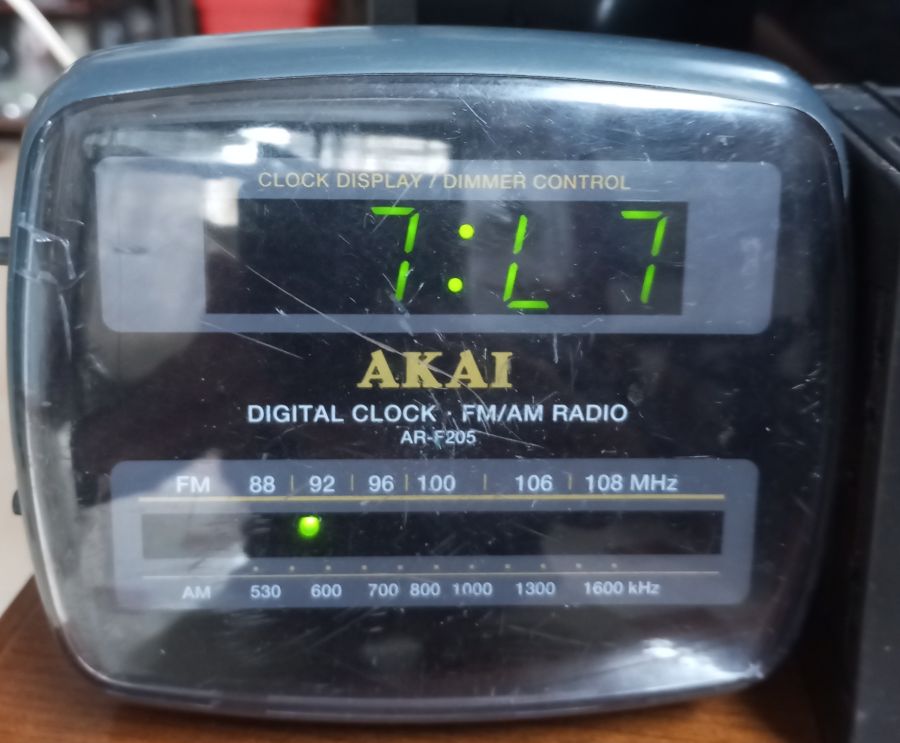 CLOCK DISPLAY / DIMMER CONTROL
7:L7
AKAI
DIGITAL CLOCK · FM/AM RADIO
AR-F205
FM 88 | 92 | 96 | 100 | 106 | 108 MHz
AM 530 600 700 800 1000 1300 1600 kHz